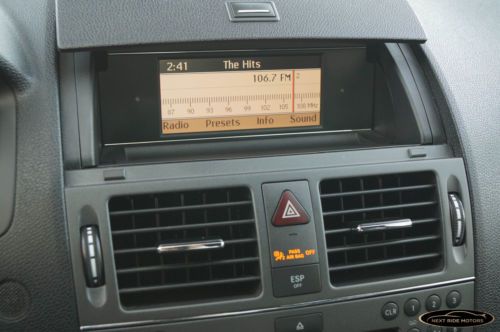 2:41 The Hits
106.7 FM 2
87 90 93 96 99 102 105 108 MHz
Radio Presets Info Sound
PASS AIR BAG OFF
ESP
OFF
CLR
NEXT RIDE MOTORS